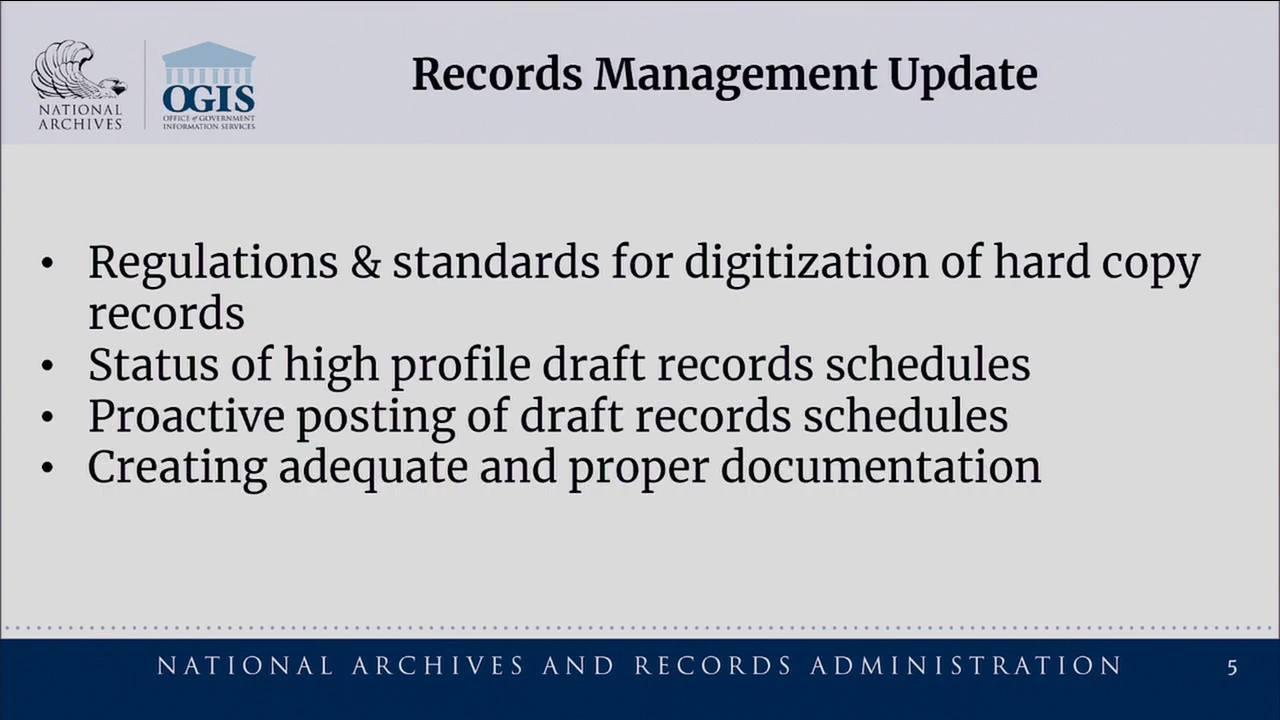 NATIONAL
ARCHIVES
OGIS
OFFICE of GOVERNMENT
INFORMATION SERVICES
Records Management Update
• Regulations & standards for digitization of hard copy
records
• Status of high profile draft records schedules
• Proactive posting of draft records schedules
• Creating adequate and proper documentation
NATIONAL ARCHIVES AND RECORDS ADMINISTRATION 5